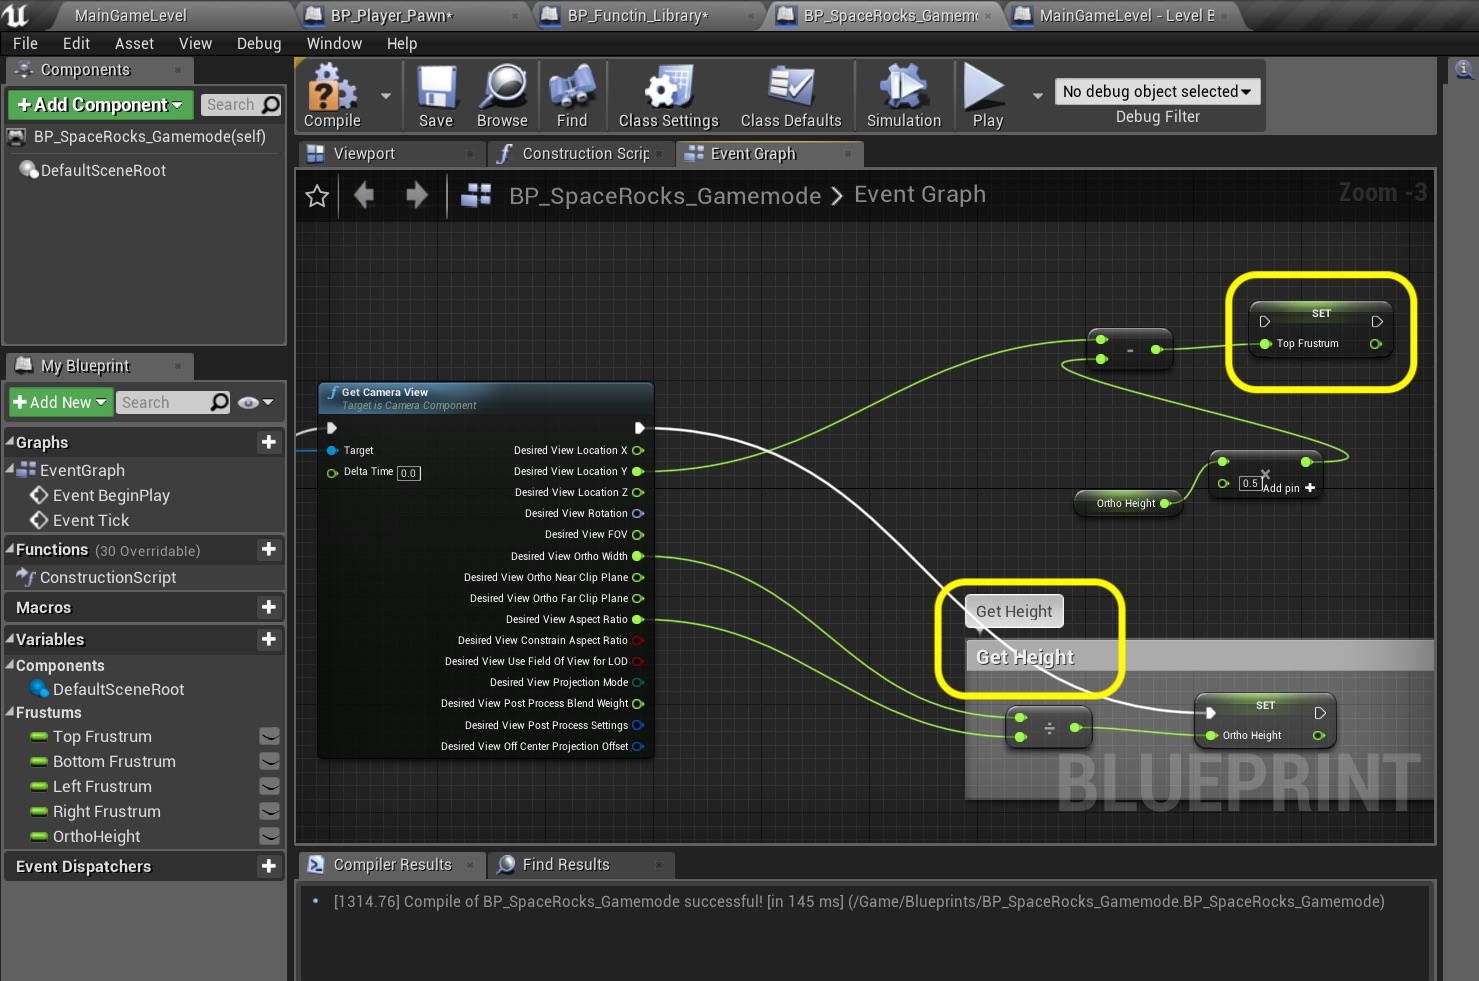 MainGameLevel
BP_Player_Pawn*
BP_Functin_Library*
BP_SpaceRocks_Gamem
MainGameLevel - Level B
File Edit Asset View Debug Window Help
Components
+Add Component
Search
BP_SpaceRocks_Gamemode(self)
DefaultSceneRoot
Compile
Save
Browse
Find
Class Settings
Class Defaults
Simulation
Play
No debug object selected
Debug Filter
Viewport
Construction Scrip
Event Graph
BP_SpaceRocks_Gamemode > Event Graph
Zoom -3
My Blueprint
+Add New
Search
Graphs
EventGraph
Event BeginPlay
Event Tick
Functions (30 Overridable)
ConstructionScript
Macros
Variables
Components
DefaultSceneRoot
Frustums
Top Frustrum
Bottom Frustrum
Left Frustrum
Right Frustrum
OrthoHeight
Event Dispatchers
Get Camera View
Target is Camera Component
Target
Delta Time 0.0
Desired View Location X
Desired View Location Y
Desired View Location Z
Desired View Rotation
Desired View FOV
Desired View Ortho Width
Desired View Ortho Near Clip Plane
Desired View Ortho Far Clip Plane
Desired View Aspect Ratio
Desired View Constrain Aspect Ratio
Desired View Use Field Of View for LOD
Desired View Projection Mode
Desired View Post Process Blend Weight
Desired View Post Process Settings
Desired View Off Center Projection Offset
-
SET
Top Frustrum
Ortho Height
×
0.5
Add pin +
Get Height
Get Height
÷
SET
Ortho Height
BLUEPRINT
Compiler Results
Find Results
[1314.76] Compile of BP_SpaceRocks_Gamemode successful! [in 145 ms] (/Game/Blueprints/BP_SpaceRocks_Gamemode.BP_SpaceRocks_Gamemode)